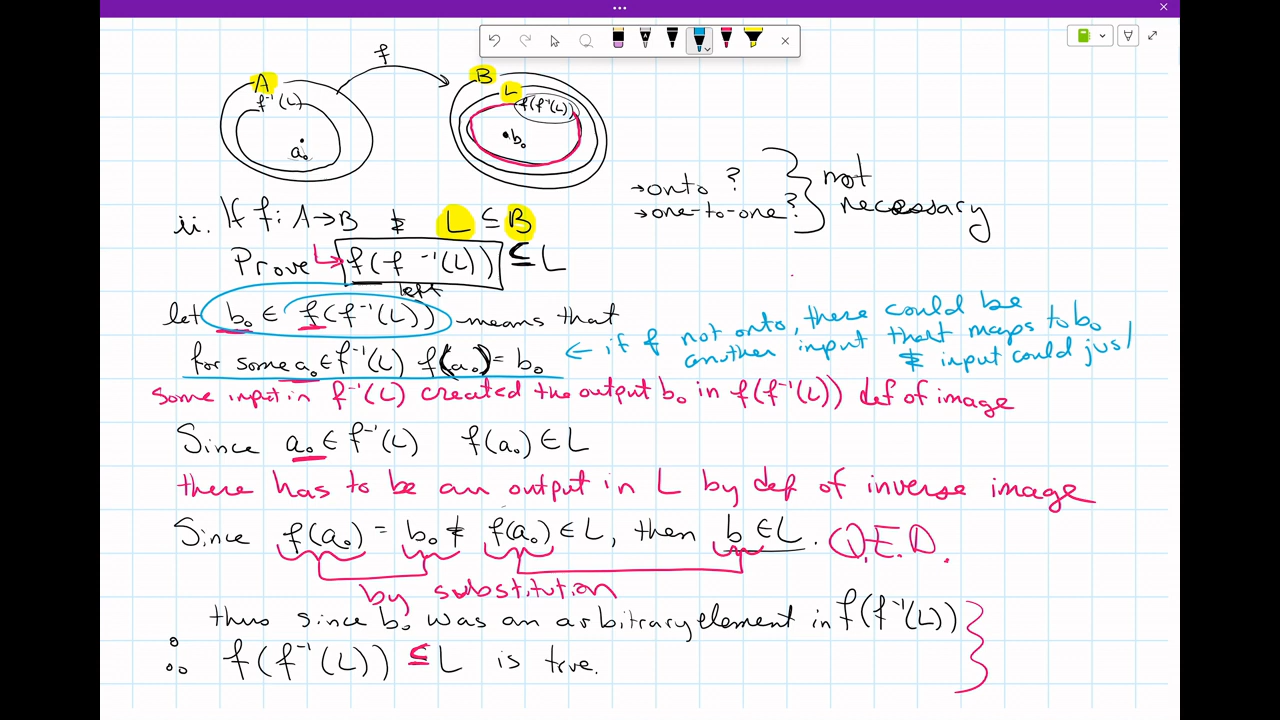 f
A
B
f⁻¹(L)
L
f(f⁻¹(L))
a₀
b₀
→ onto ?
→ one-to-one?
not
necessary
ii. If f: A→B & L ⊆ B
Prove f(f⁻¹(L)) ⊆ L
left
let b₀ ∈ f(f⁻¹(L)) means that
for some a₀ ∈ f⁻¹(L) f(a₀) = b₀
← if f not onto, there could be
another input that maps to b₀
& input could jus
some input in f⁻¹(L) created the output b₀ in f(f⁻¹(L)) def of image
Since a₀ ∈ f⁻¹(L) f(a₀) ∈ L
there has to be an output in L by def of inverse image
Since f(a₀) = b₀ & f(a₀) ∈ L, then b ∈ L. Q.E.D.
by substitution
thus since b₀ was an arbitrary element in f(f⁻¹(L))
∴ f(f⁻¹(L)) ⊆ L is true.